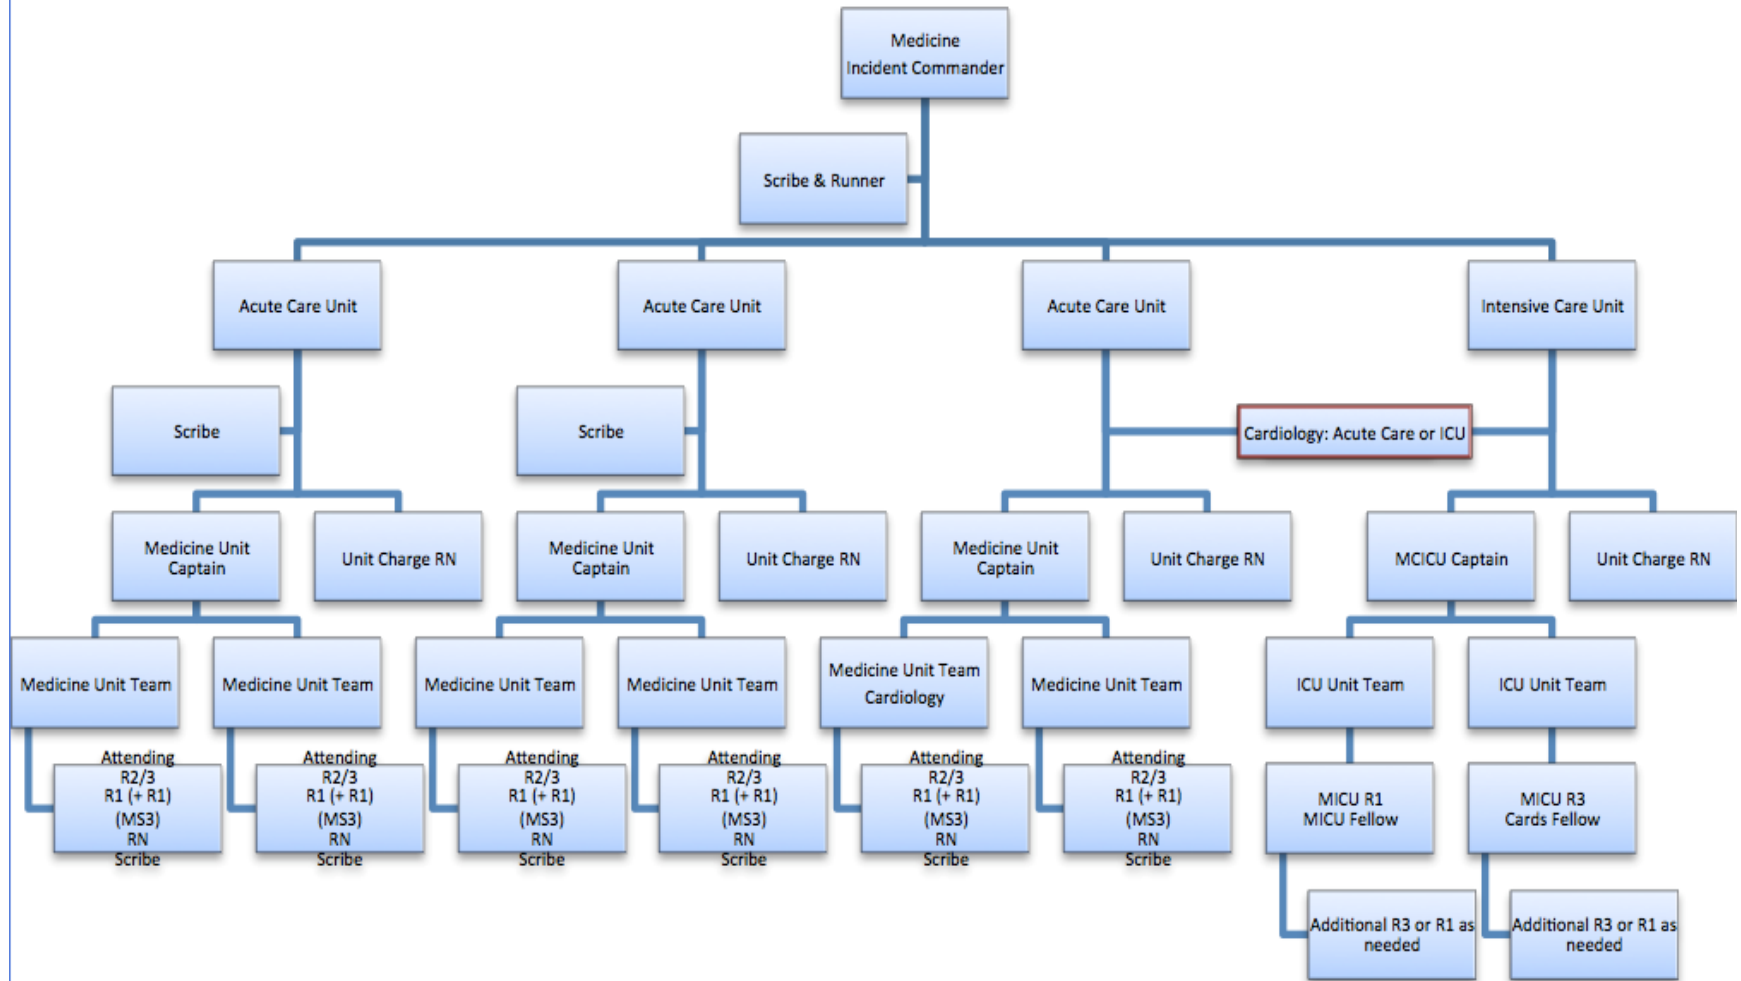 Medicine
Incident Commander
Scribe & Runner
Acute Care Unit
Acute Care Unit
Acute Care Unit
Intensive Care Unit
Scribe
Scribe
Cardiology: Acute Care or ICU
Medicine Unit
Captain
Unit Charge RN
Medicine Unit
Captain
Unit Charge RN
Medicine Unit
Captain
Unit Charge RN
MCICU Captain
Unit Charge RN
Medicine Unit Team
Medicine Unit Team
Medicine Unit Team
Medicine Unit Team
Medicine Unit Team
Cardiology
Medicine Unit Team
ICU Unit Team
ICU Unit Team
Attending
R2/3
R1 (+ R1)
(MS3)
RN
Scribe
Attending
R2/3
R1 (+ R1)
(MS3)
RN
Scribe
Attending
R2/3
R1 (+ R1)
(MS3)
RN
Scribe
Attending
R2/3
R1 (+ R1)
(MS3)
RN
Scribe
Attending
R2/3
R1 (+ R1)
(MS3)
RN
Scribe
Attending
R2/3
R1 (+ R1)
(MS3)
RN
Scribe
MICU R1
MICU Fellow
MICU R3
Cards Fellow
Additional R3 or R1 as
needed
Additional R3 or R1 as
needed